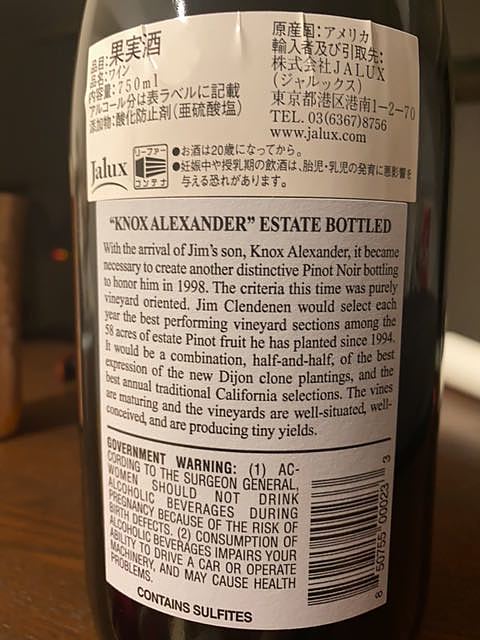 品目:果実酒
品名:ワイン
内容量:750ml
アルコール分は表ラベルに記載
添加物:酸化防止剤(亜硫酸塩)
原産国:アメリカ
輸入者及び引取先:
株式会社JALUX
(ジャルックス)
東京都港区港南1-2-70
TEL. 03(6367)8756
www.jalux.com
Jalux
リーファー
コンテナ
●お酒は20歳になってから。
●妊娠中や授乳期の飲酒は、胎児・乳児の発育に悪影響を
与える恐れがあります。
"KNOX ALEXANDER" ESTATE BOTTLED
With the arrival of Jim's son, Knox Alexander, it became
necessary to create another distinctive Pinot Noir bottling
to honor him in 1998. The criteria this time was purely
vineyard oriented. Jim Clendenen would select each
year the best performing vineyard sections among the
58 acres of estate Pinot fruit he has planted since 1994.
It would be a combination, half-and-half, of the best
expression of the new Dijon clone plantings, and the
best annual traditional California selections. The vines
are maturing and the vineyards are well-situated, well-
conceived, and are producing tiny yields.
GOVERNMENT WARNING: (1) AC-
CORDING TO THE SURGEON GENERAL,
WOMEN SHOULD NOT DRINK
ALCOHOLIC BEVERAGES DURING
PREGNANCY BECAUSE OF THE RISK OF
BIRTH DEFECTS. (2) CONSUMPTION OF
ALCOHOLIC BEVERAGES IMPAIRS YOUR
ABILITY TO DRIVE A CAR OR OPERATE
MACHINERY, AND MAY CAUSE HEALTH
PROBLEMS.
CONTAINS SULFITES
8 50755 00023 3